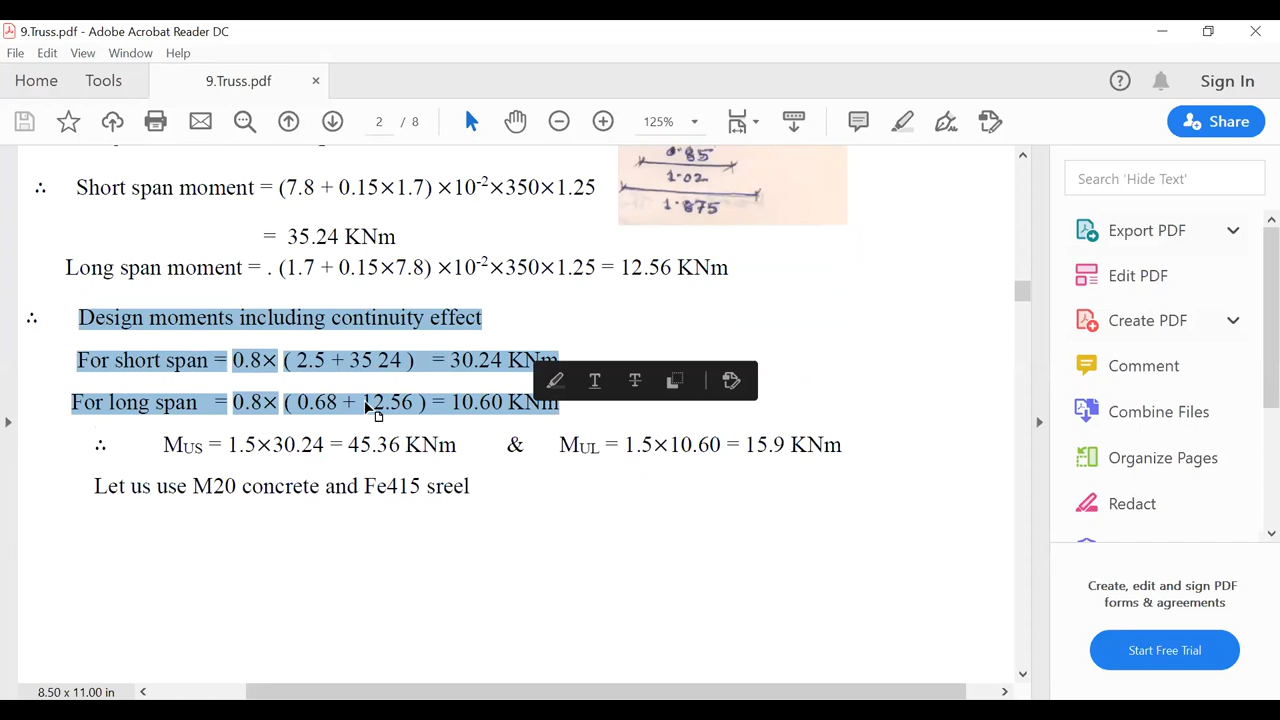 9.Truss.pdf - Adobe Acrobat Reader DC
File Edit View Window Help
Home Tools 9.Truss.pdf × Sign In
2 / 8 125% Share
0.85
1.02
1.875
∴ Short span moment = (7.8 + 0.15×1.7) ×10⁻²×350×1.25
= 35.24 KNm
Long span moment = . (1.7 + 0.15×7.8) ×10⁻²×350×1.25 = 12.56 KNm
∴ Design moments including continuity effect
For short span = 0.8× ( 2.5 + 35 24 ) = 30.24 KNm
For long span = 0.8× ( 0.68 + 12.56 ) = 10.60 KNm
∴ MUS = 1.5×30.24 = 45.36 KNm & MUL = 1.5×10.60 = 15.9 KNm
Let us use M20 concrete and Fe415 sreel
8.50 x 11.00 in
Search 'Hide Text'
Export PDF
Edit PDF
Create PDF
Comment
Combine Files
Organize Pages
Redact
Create, edit and sign PDF
forms & agreements
Start Free Trial